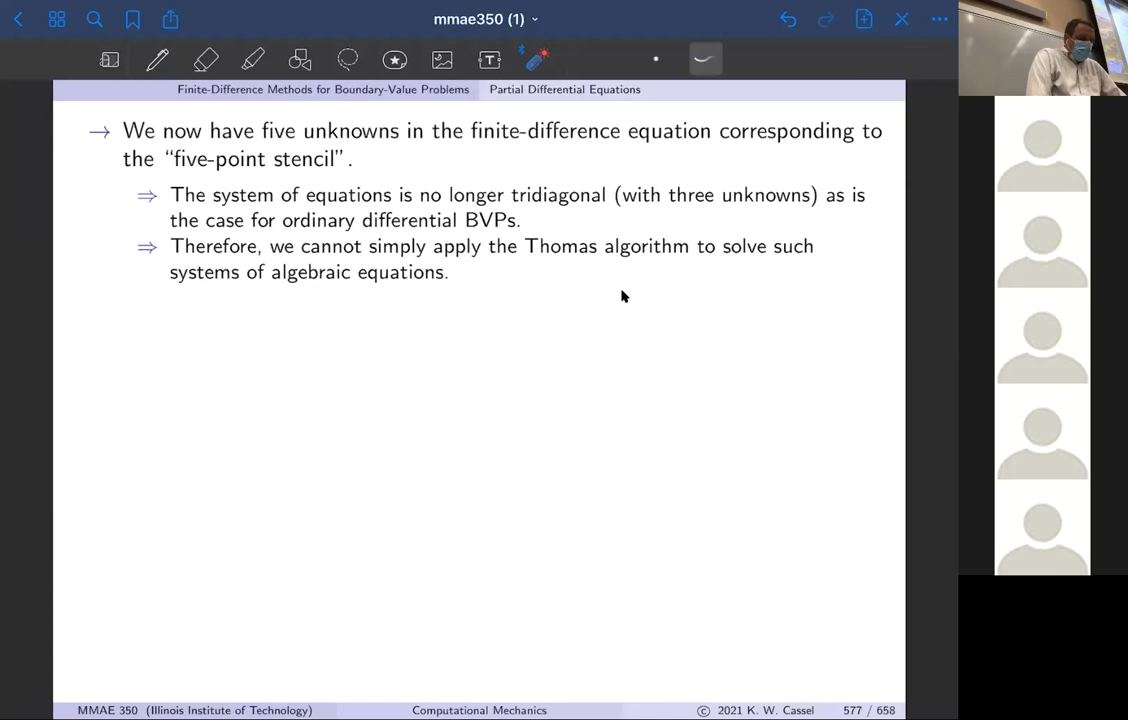 mmae350 (1)
Finite-Difference Methods for Boundary-Value Problems Partial Differential Equations
→ We now have five unknowns in the finite-difference equation corresponding to
the “five-point stencil”.
⇒ The system of equations is no longer tridiagonal (with three unknowns) as is
the case for ordinary differential BVPs.
⇒ Therefore, we cannot simply apply the Thomas algorithm to solve such
systems of algebraic equations.
MMAE 350 (Illinois Institute of Technology) Computational Mechanics © 2021 K. W. Cassel 577 / 658